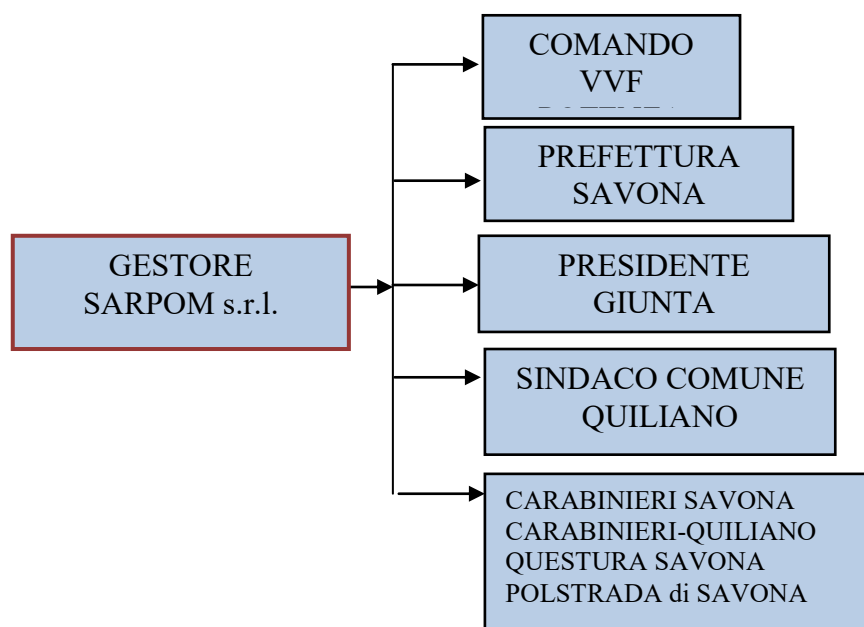 COMANDO
VVF
PREFETTURA
SAVONA
GESTORE
SARPOM s.r.l.
PRESIDENTE
GIUNTA
SINDACO COMUNE
QUILIANO
CARABINIERI SAVONA
CARABINIERI-QUILIANO
QUESTURA SAVONA
POLSTRADA di SAVONA